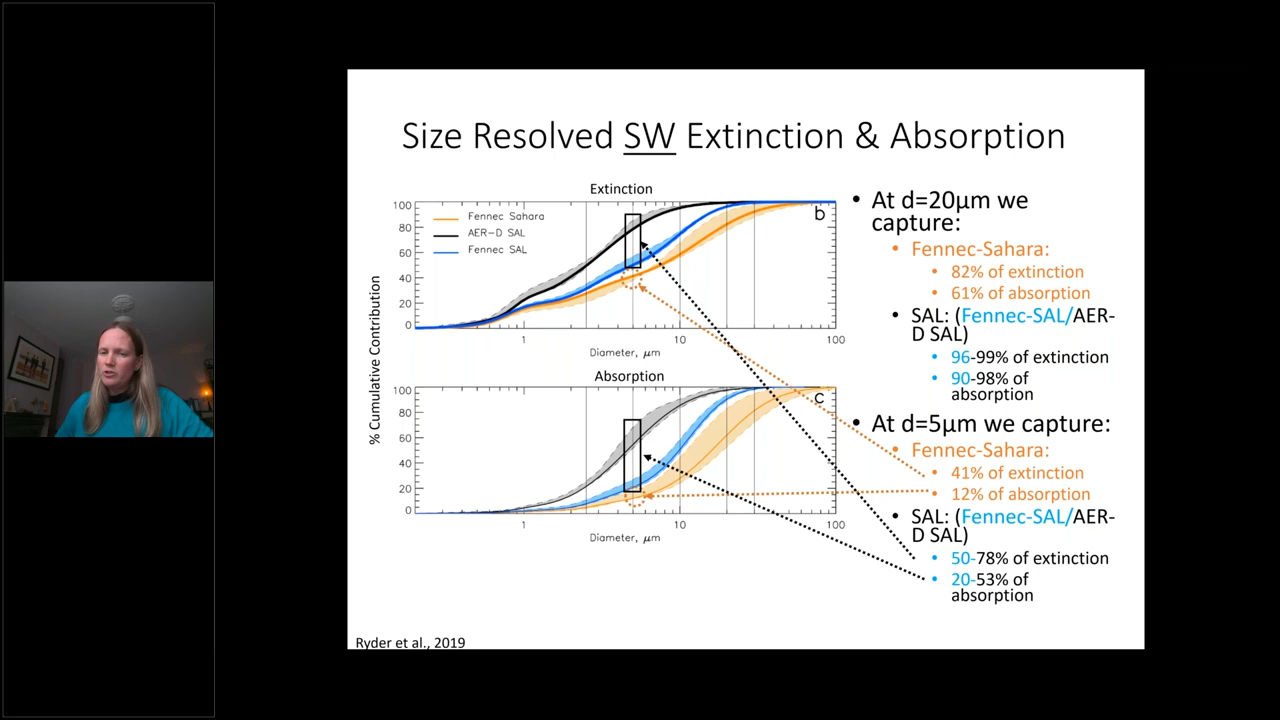 Size Resolved SW Extinction & Absorption
Extinction
100
80
60
40
20
0
Fennec Sahara
AER-D SAL
Fennec SAL
b
1
10
100
Diameter, μm
% Cumulative Contribution
Absorption
100
80
60
40
20
0
c
1
10
100
Diameter, μm
• At d=20μm we
capture:
• Fennec-Sahara:
• 82% of extinction
• 61% of absorption
• SAL: (Fennec-SAL/AER-
D SAL)
• 96-99% of extinction
• 90-98% of
absorption
• At d=5μm we capture:
• Fennec-Sahara:
• 41% of extinction
• 12% of absorption
• SAL: (Fennec-SAL/AER-
D SAL)
• 50-78% of extinction
• 20-53% of
absorption
Ryder et al., 2019